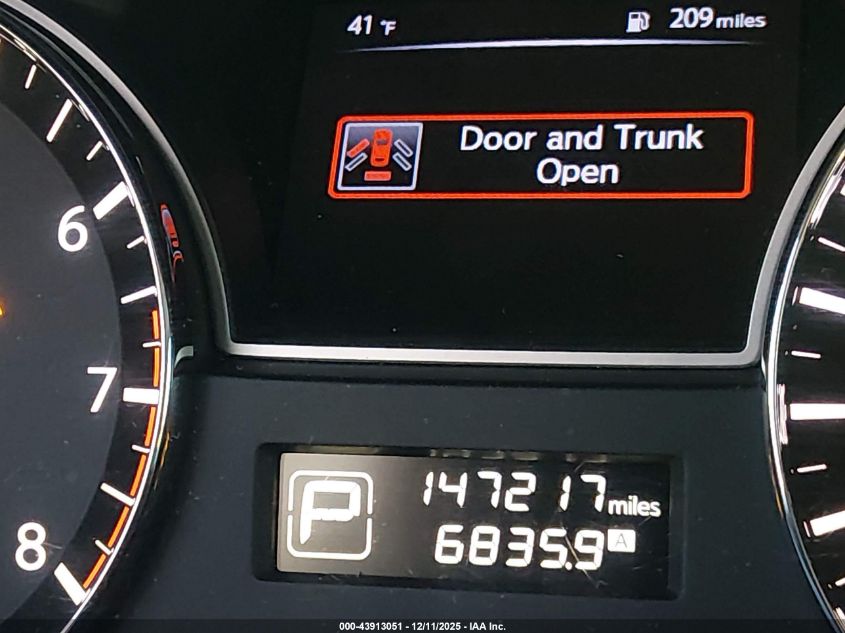 41 °F
209 miles
Door and Trunk
Open
6
7
8
P
147217 miles
6835.9 A
000-43913051 - 12/11/2025 - IAA Inc.